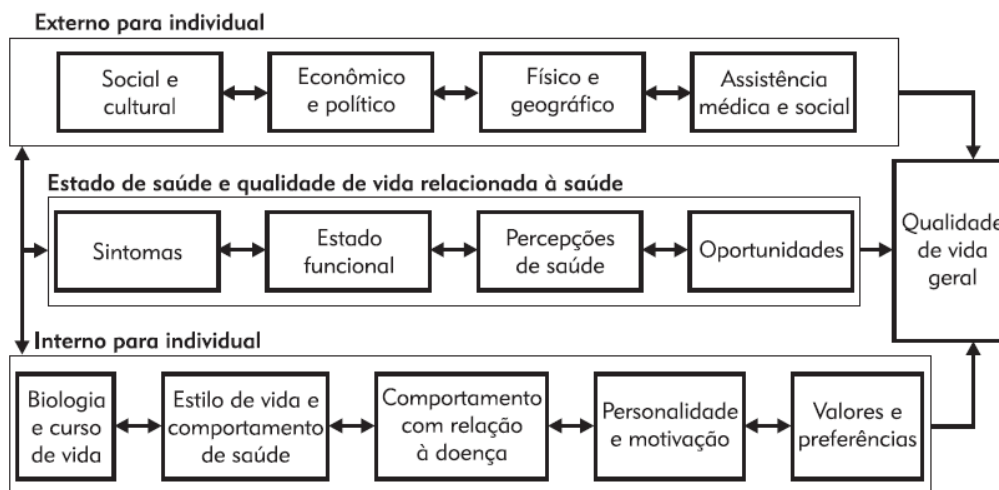 Externo para individual
Social e
cultural
Econômico
e político
Físico e
geográfico
Assistência
médica e social
Estado de saúde e qualidade de vida relacionada à saúde
Sintomas
Estado
funcional
Percepções
de saúde
Oportunidades
Qualidade
de vida
geral
Interno para individual
Biologia
e curso
de vida
Estilo de vida e
comportamento
de saúde
Comportamento
com relação
à doença
Personalidade
e motivação
Valores e
preferências